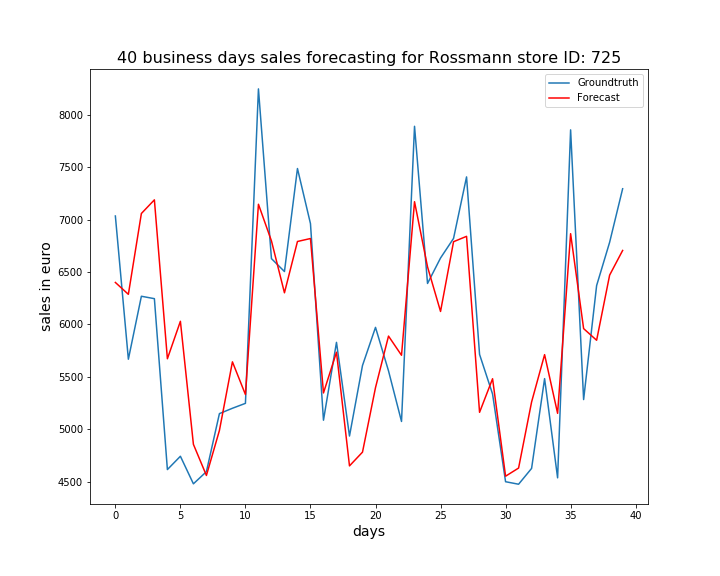 40 business days sales forecasting for Rossmann store ID: 725
Groundtruth
Forecast
sales in euro
8000
7500
7000
6500
6000
5500
5000
4500
0 5 10 15 20 25 30 35 40
days